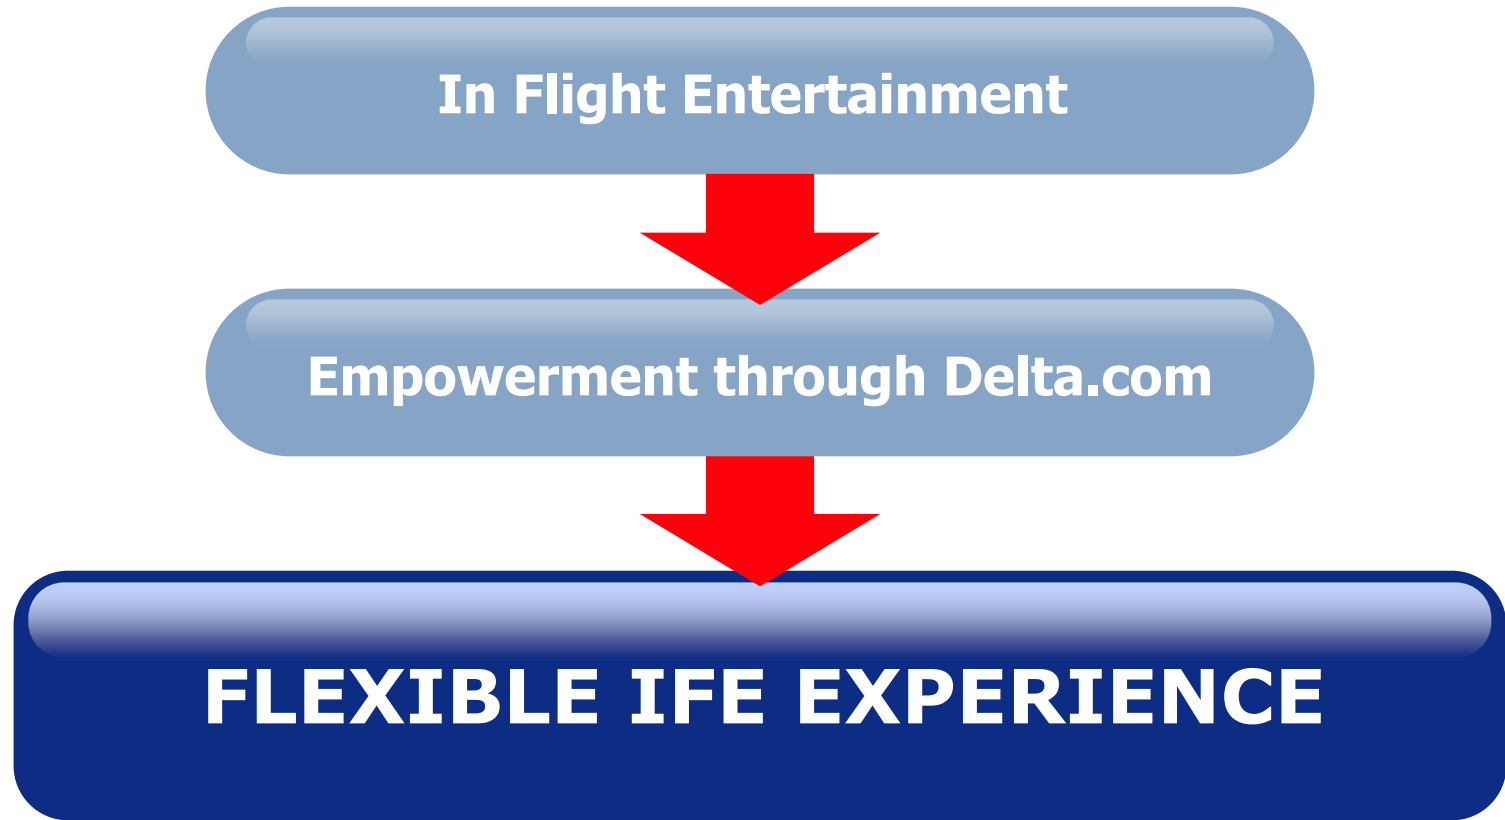 In Flight Entertainment
Empowerment through Delta.com
FLEXIBLE IFE EXPERIENCE